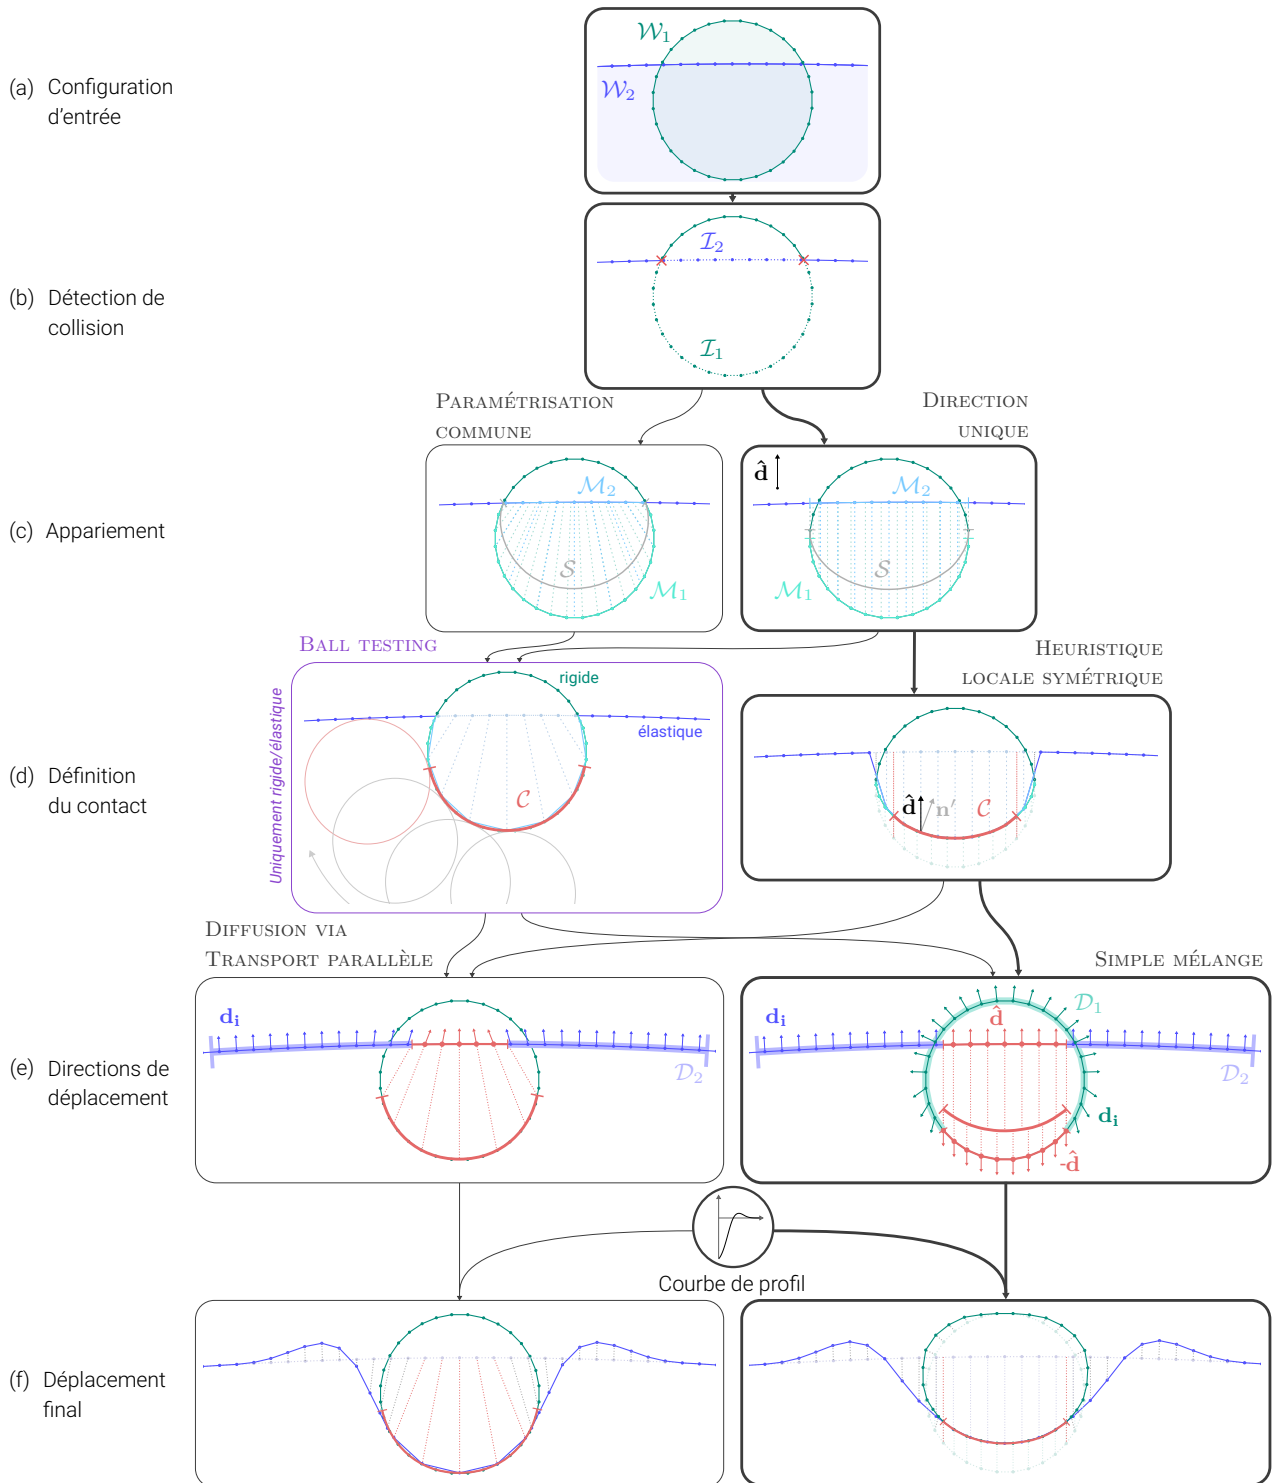 (a) Configuration
d'entrée
𝒲₁
𝒲₂
(b) Détection de
collision
ℐ₂
ℐ₁
PARAMÉTRISATION
COMMUNE
DIRECTION
UNIQUE
(c) Appariement
ℳ₂
𝒮
ℳ₁
d̂
ℳ₂
𝒮
ℳ₁
BALL TESTING
HEURISTIQUE
LOCALE SYMÉTRIQUE
(d) Définition
du contact
Uniquement rigide/élastique
rigide
élastique
𝒞
d̂
n′
𝒞
DIFFUSION VIA
TRANSPORT PARALLÈLE
SIMPLE MÉLANGE
(e) Directions de
déplacement
dᵢ
𝒟₂
dᵢ
d̂
𝒟₁
𝒟₂
dᵢ
-d̂
Courbe de profil
(f) Déplacement
final